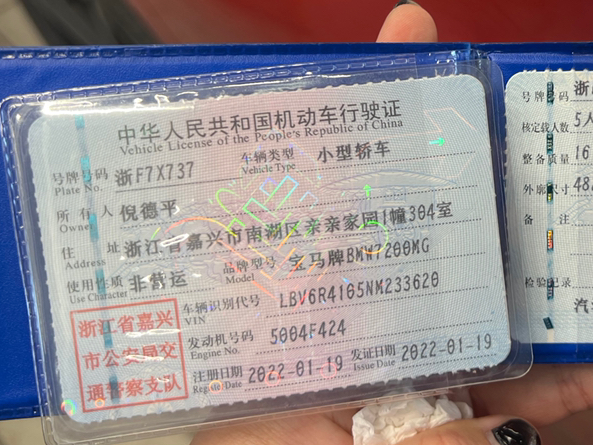 中华人民共和国机动车行驶证
Vehicle License of the People's Republic of China
号牌号码 浙F7X737 车辆类型 小型轿车
Plate No. Vehicle Type
所有人 倪德平
Owner
住址 浙江省嘉兴市南湖区亲亲家园1幢304室
Address
使用性质 非营运 品牌型号 宝马牌BMW7200MG
Use Character Model
浙江省嘉兴
市公安局交
通警察支队
车辆识别代号 LBV6R4105NM233620
VIN
发动机号码 5004F424
Engine No.
注册日期 2022-01-19 发证日期 2022-01-19
Register Date Issue Date
号牌号码 浙
核定载人数 5人
整备质量 16
外廓尺寸 48
备注
检验记录
汽